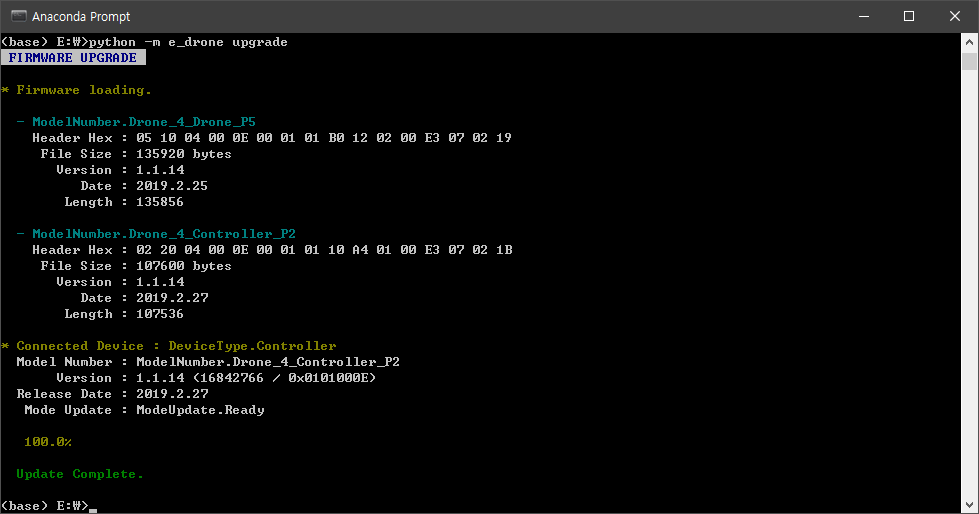 Anaconda Prompt
(base) E:₩>python -m e_drone upgrade
FIRMWARE UPGRADE
* Firmware loading.
- ModelNumber.Drone_4_Drone_P5
Header Hex : 05 10 04 00 0E 00 01 01 B0 12 02 00 E3 07 02 19
File Size : 135920 bytes
Version : 1.1.14
Date : 2019.2.25
Length : 135856
- ModelNumber.Drone_4_Controller_P2
Header Hex : 02 20 04 00 0E 00 01 01 10 A4 01 00 E3 07 02 1B
File Size : 107600 bytes
Version : 1.1.14
Date : 2019.2.27
Length : 107536
* Connected Device : DeviceType.Controller
Model Number : ModelNumber.Drone_4_Controller_P2
Version : 1.1.14 (16842766 / 0x0101000E)
Release Date : 2019.2.27
Mode Update : ModeUpdate.Ready
100.0%
Update Complete.
(base) E:₩>